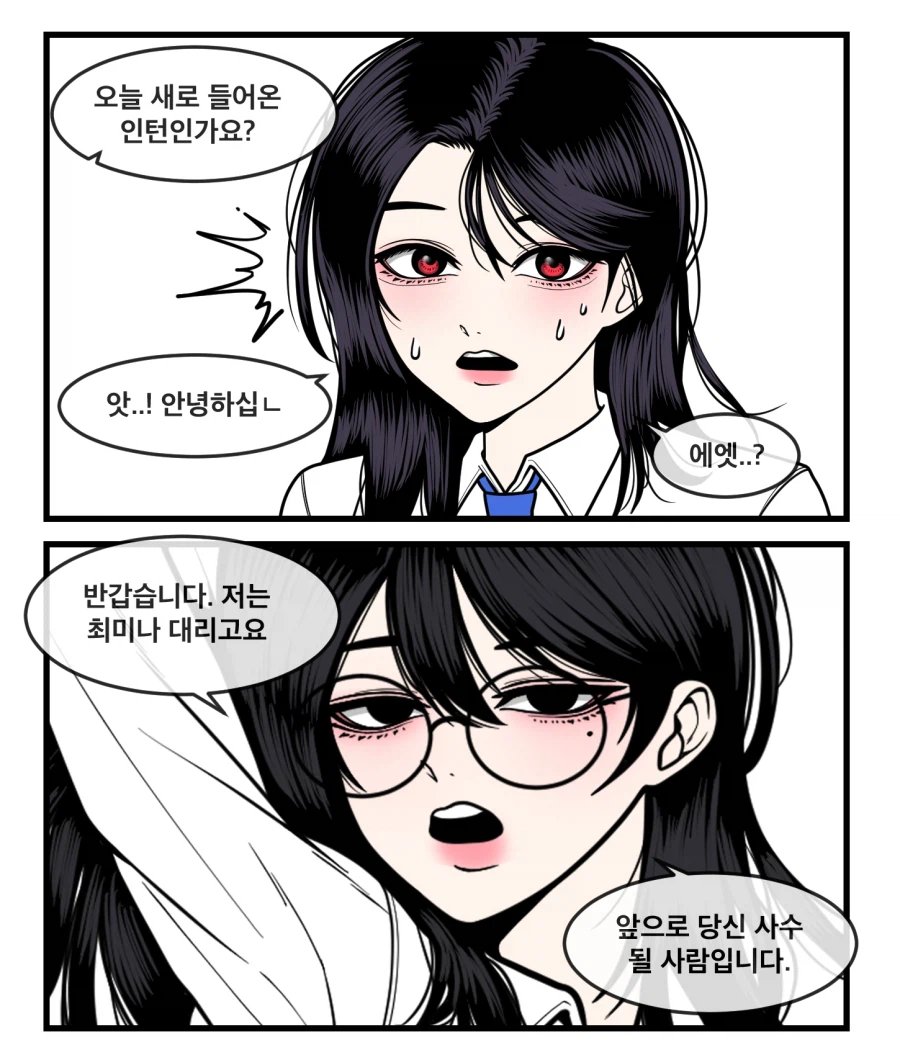 오늘 새로 들어온
인턴인가요?
앗..! 안녕하십ㄴ
에엣..?
반갑습니다. 저는
최미나 대리고요
앞으로 당신 사수
될 사람입니다.